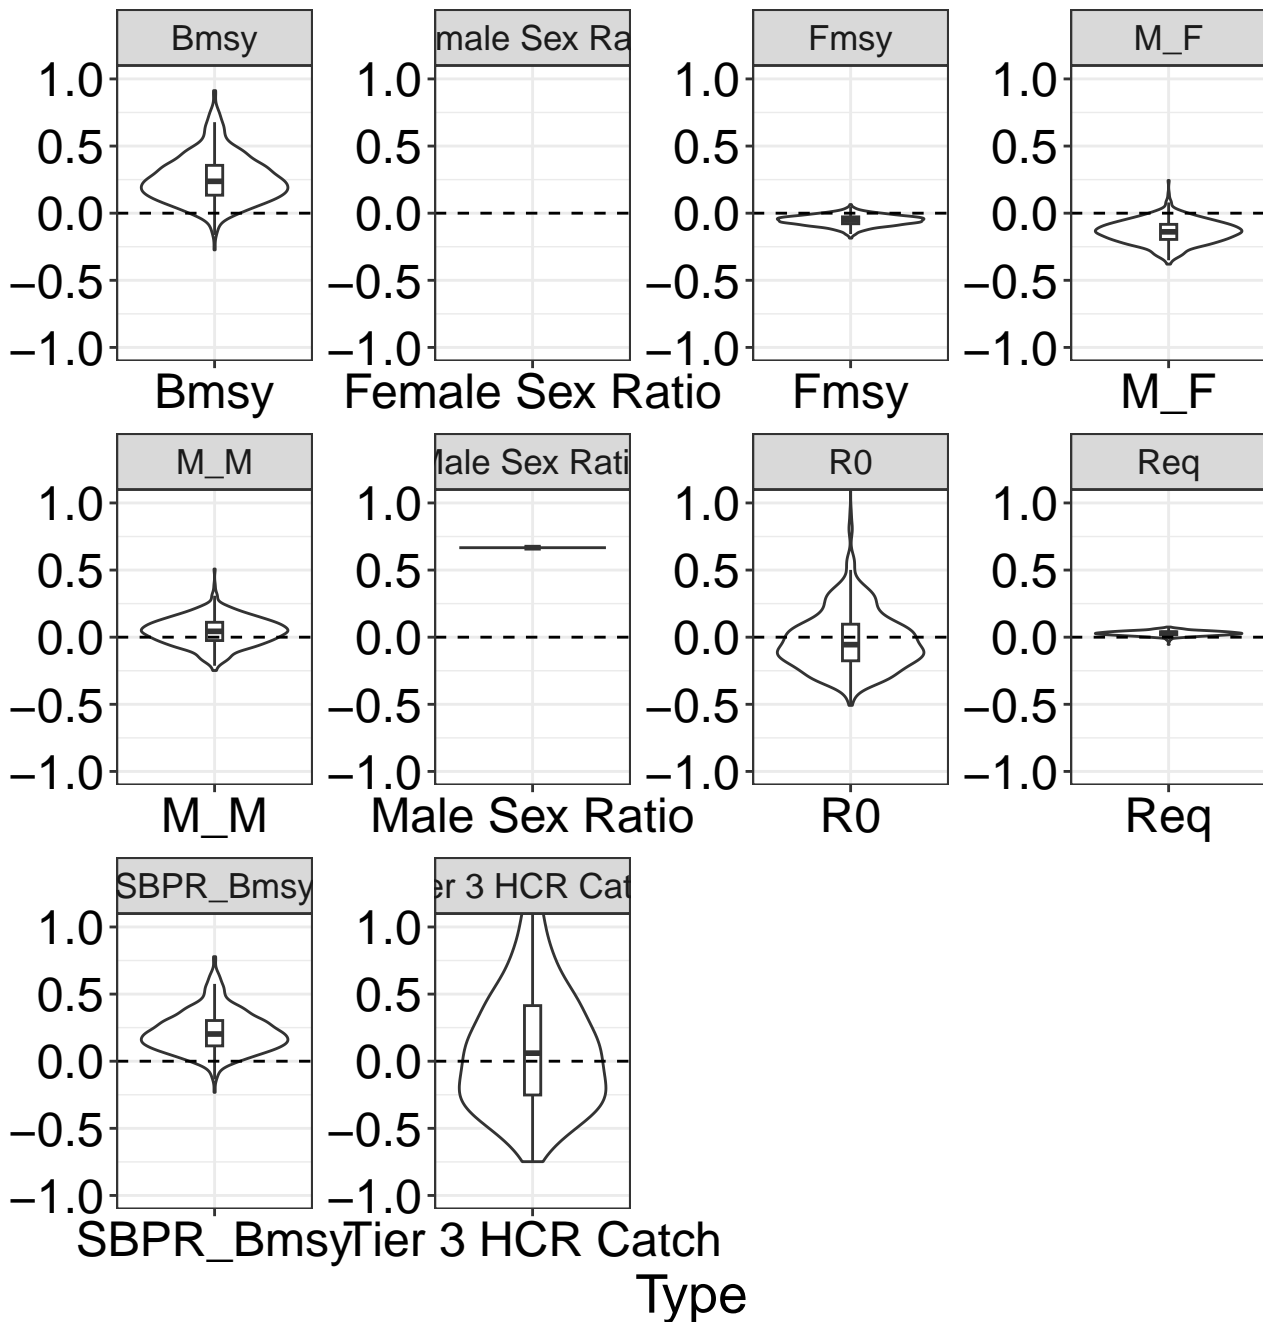 Bmsy male Sex Ra Fmsy M_F
1.0 1.0 1.0 1.0
0.5 0.5 0.5 0.5
0.0 0.0 0.0 0.0
−0.5 −0.5 −0.5 −0.5
−1.0 −1.0 −1.0 −1.0
Bmsy Female Sex Ratio Fmsy M_F
M_M Male Sex Rati R0 Req
1.0 1.0 1.0 1.0
0.5 0.5 0.5 0.5
0.0 0.0 0.0 0.0
−0.5 −0.5 −0.5 −0.5
−1.0 −1.0 −1.0 −1.0
M_M Male Sex Ratio R0 Req
SBPR_Bmsy er 3 HCR Cat
1.0 1.0
0.5 0.5
0.0 0.0
−0.5 −0.5
−1.0 −1.0
SBPR_Bmsy Tier 3 HCR Catch
Type